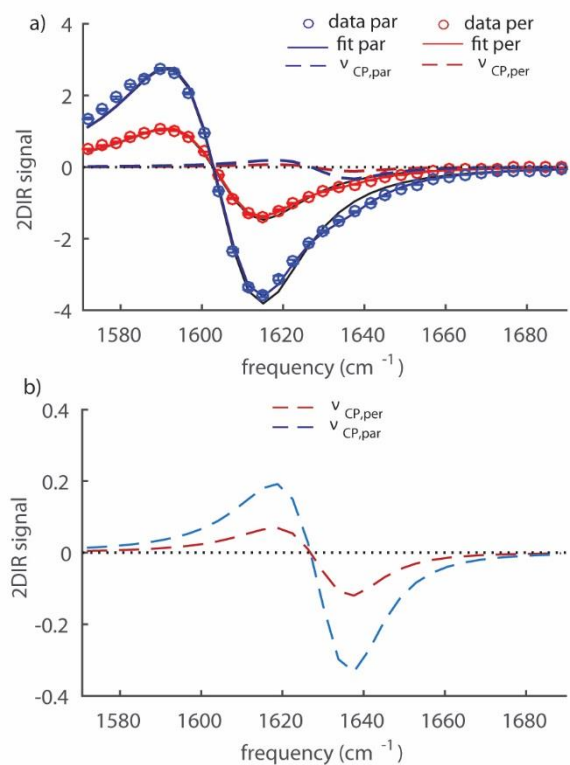 a)
data par data per
fit par fit per
ν CP,par ν CP,per
2DIR signal
4
2
0
-2
-4
1580 1600 1620 1640 1660 1680
frequency (cm -1)
b)
ν CP,per
ν CP,par
2DIR signal
0.4
0.2
0
-0.2
-0.4
1580 1600 1620 1640 1660 1680
frequency (cm -1)